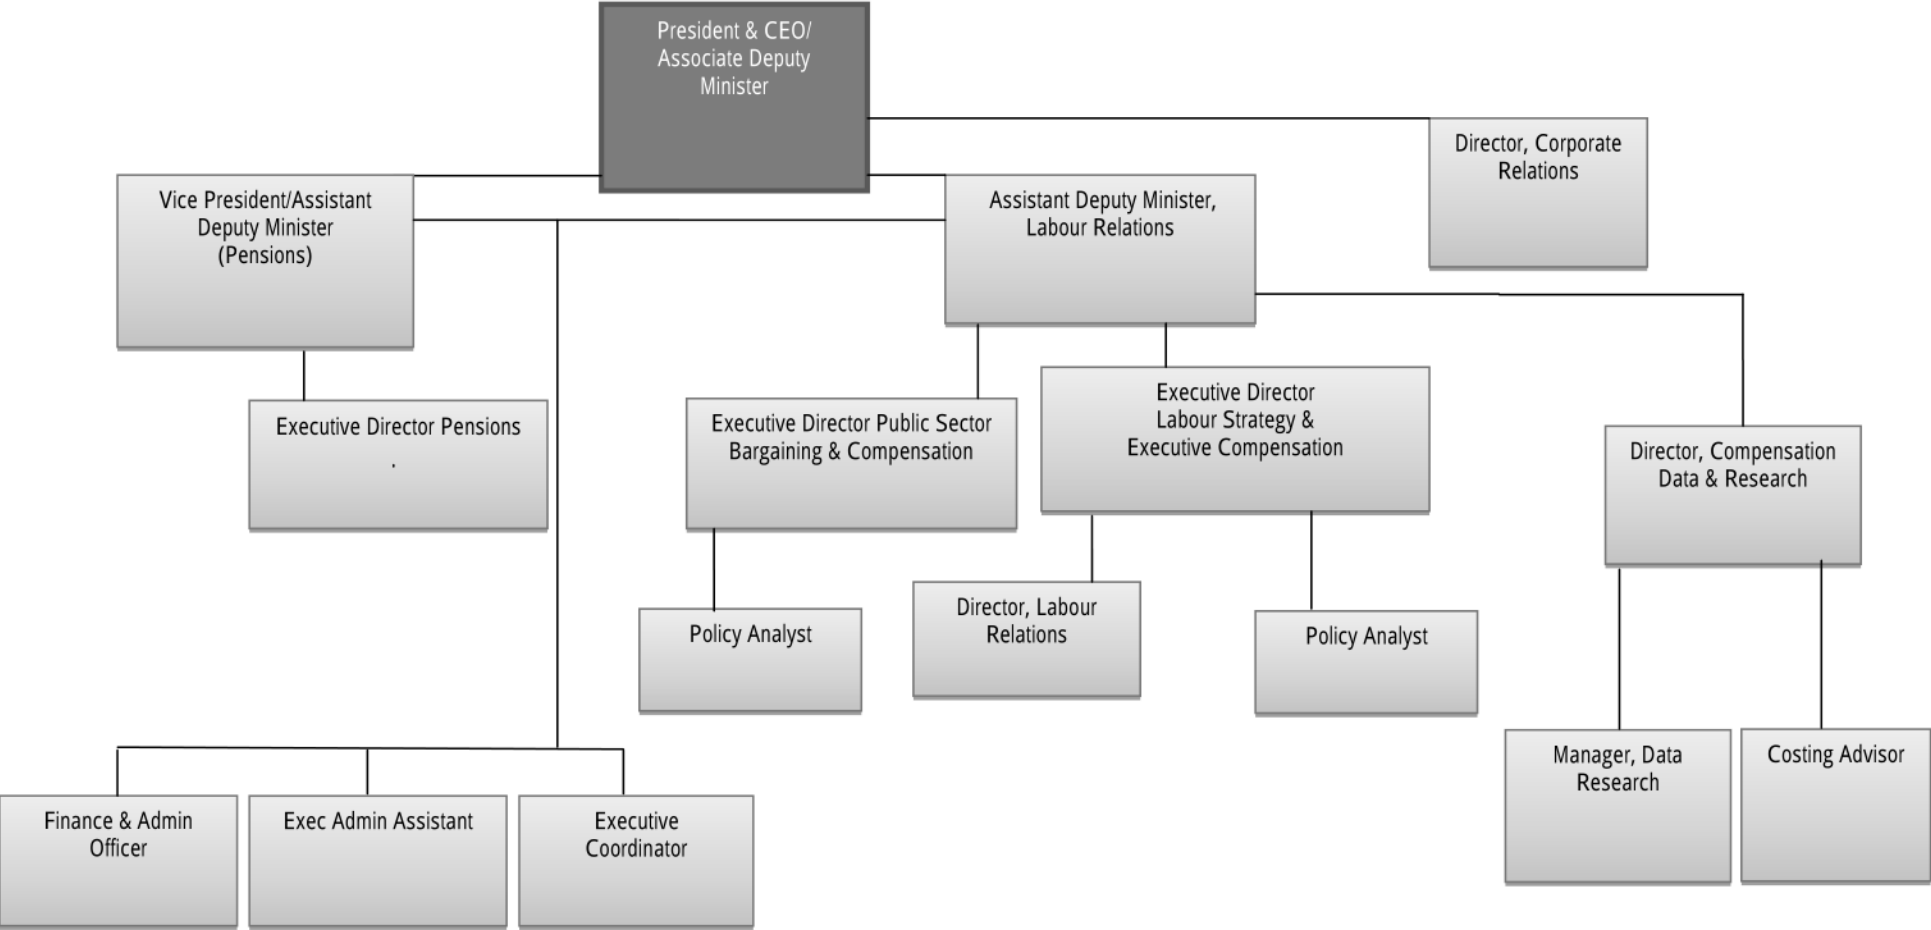 President & CEO/
Associate Deputy
Minister
Director, Corporate
Relations
Vice President/Assistant
Deputy Minister
(Pensions)
Assistant Deputy Minister,
Labour Relations
Executive Director Pensions
.
Executive Director Public Sector
Bargaining & Compensation
Executive Director
Labour Strategy &
Executive Compensation
Director, Compensation
Data & Research
Policy Analyst
Director, Labour
Relations
Policy Analyst
Manager, Data
Research
Costing Advisor
Finance & Admin
Officer
Exec Admin Assistant
Executive
Coordinator